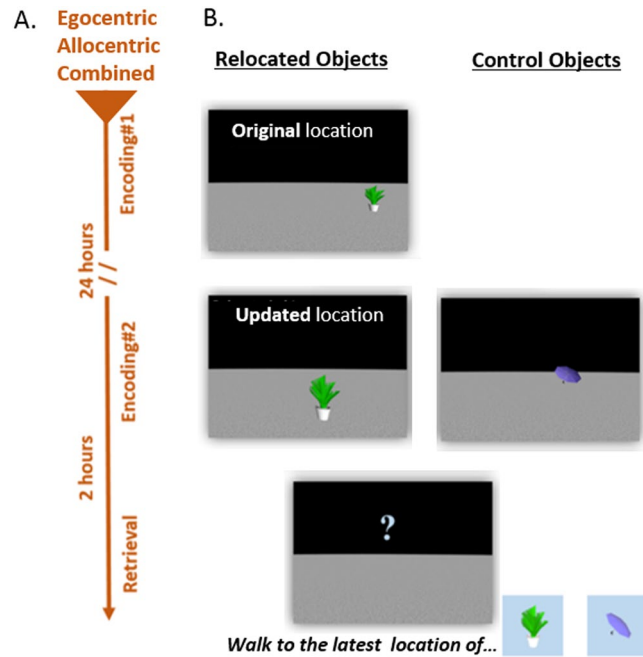 A.
Egocentric
Allocentric
Combined
Encoding#1
24 hours
//
Encoding#2
2 hours
Retrieval
B.
Relocated Objects
Control Objects
Original location
Updated location
?
Walk to the latest location of...